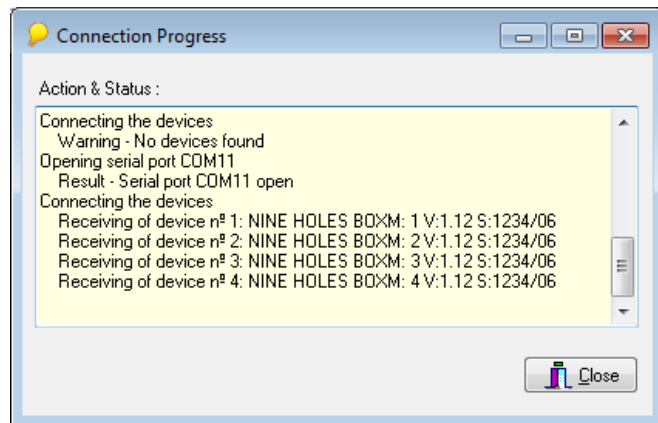 Connection Progress
Action & Status :
Connecting the devices
Warning - No devices found
Opening serial port COM11
Result - Serial port COM11 open
Connecting the devices
Receiving of device nº 1: NINE HOLES BOXM: 1 V:1.12 S:1234/06
Receiving of device nº 2: NINE HOLES BOXM: 2 V:1.12 S:1234/06
Receiving of device nº 3: NINE HOLES BOXM: 3 V:1.12 S:1234/06
Receiving of device nº 4: NINE HOLES BOXM: 4 V:1.12 S:1234/06
Close